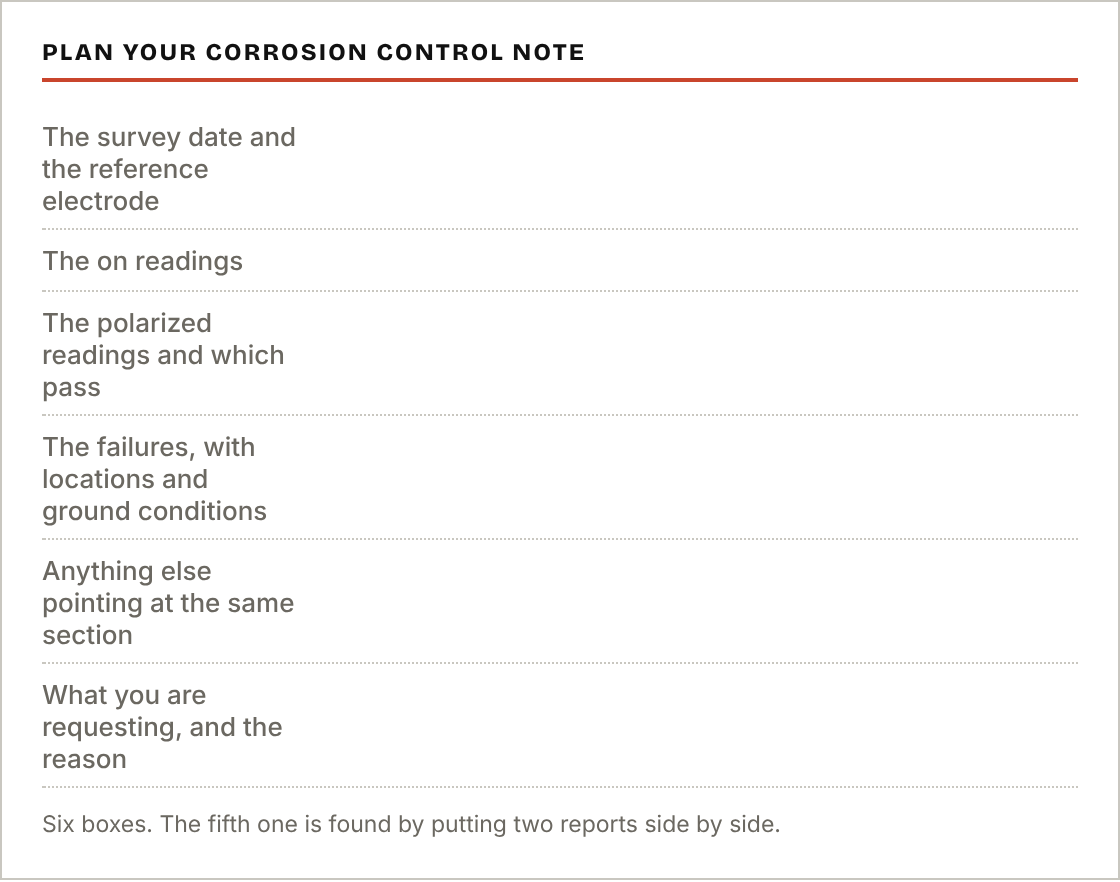 PLAN YOUR CORROSION CONTROL NOTE
The survey date and
the reference
electrode
The on readings
The polarized
readings and which
pass
The failures, with
locations and
ground conditions
Anything else
pointing at the same
section
What you are
requesting, and the
reason
Six boxes. The fifth one is found by putting two reports side by side.